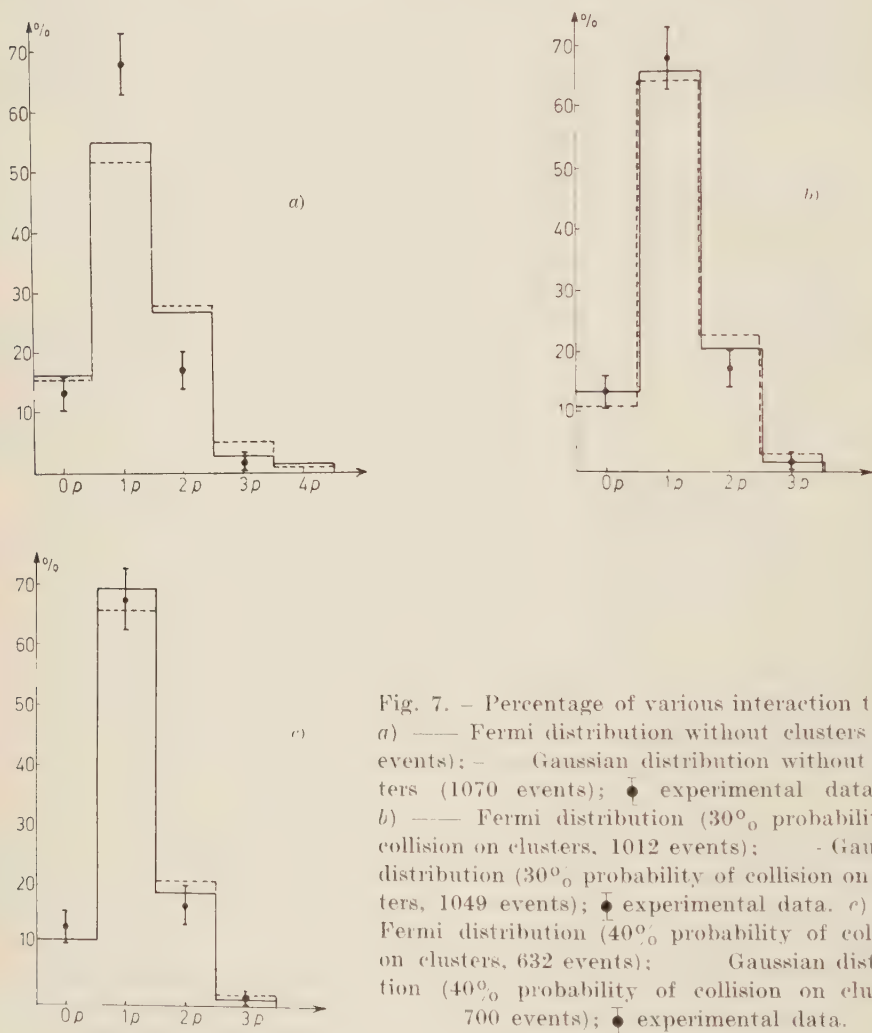 %
70
60
50
40
30
20
10
a)
0p 1p 2p 3p 4p
%
70
60
50
40
30
20
10
b)
0p 1p 2p 3p
%
70
60
50
40
30
20
10
c)
0p 1p 2p 3p
Fig. 7. – Percentage of various interaction t
a) —— Fermi distribution without clusters
events); - Gaussian distribution without
ters (1070 events); experimental data
b) —— Fermi distribution (30% probabilit
collision on clusters, 1012 events); - Gau
distribution (30% probability of collision on
ters, 1049 events); experimental data. c)
Fermi distribution (40% probability of col
on clusters, 632 events); Gaussian dist
tion (40% probability of collision on clu
700 events); experimental data.